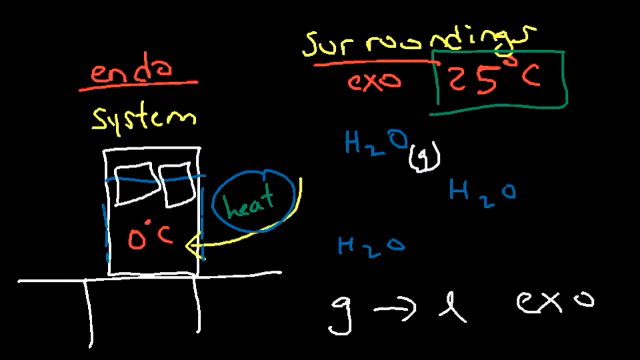 Surroundings
endo
exo 25°C
system
H₂O(g)
H₂O
heat
0°C
H₂O
g → l exo